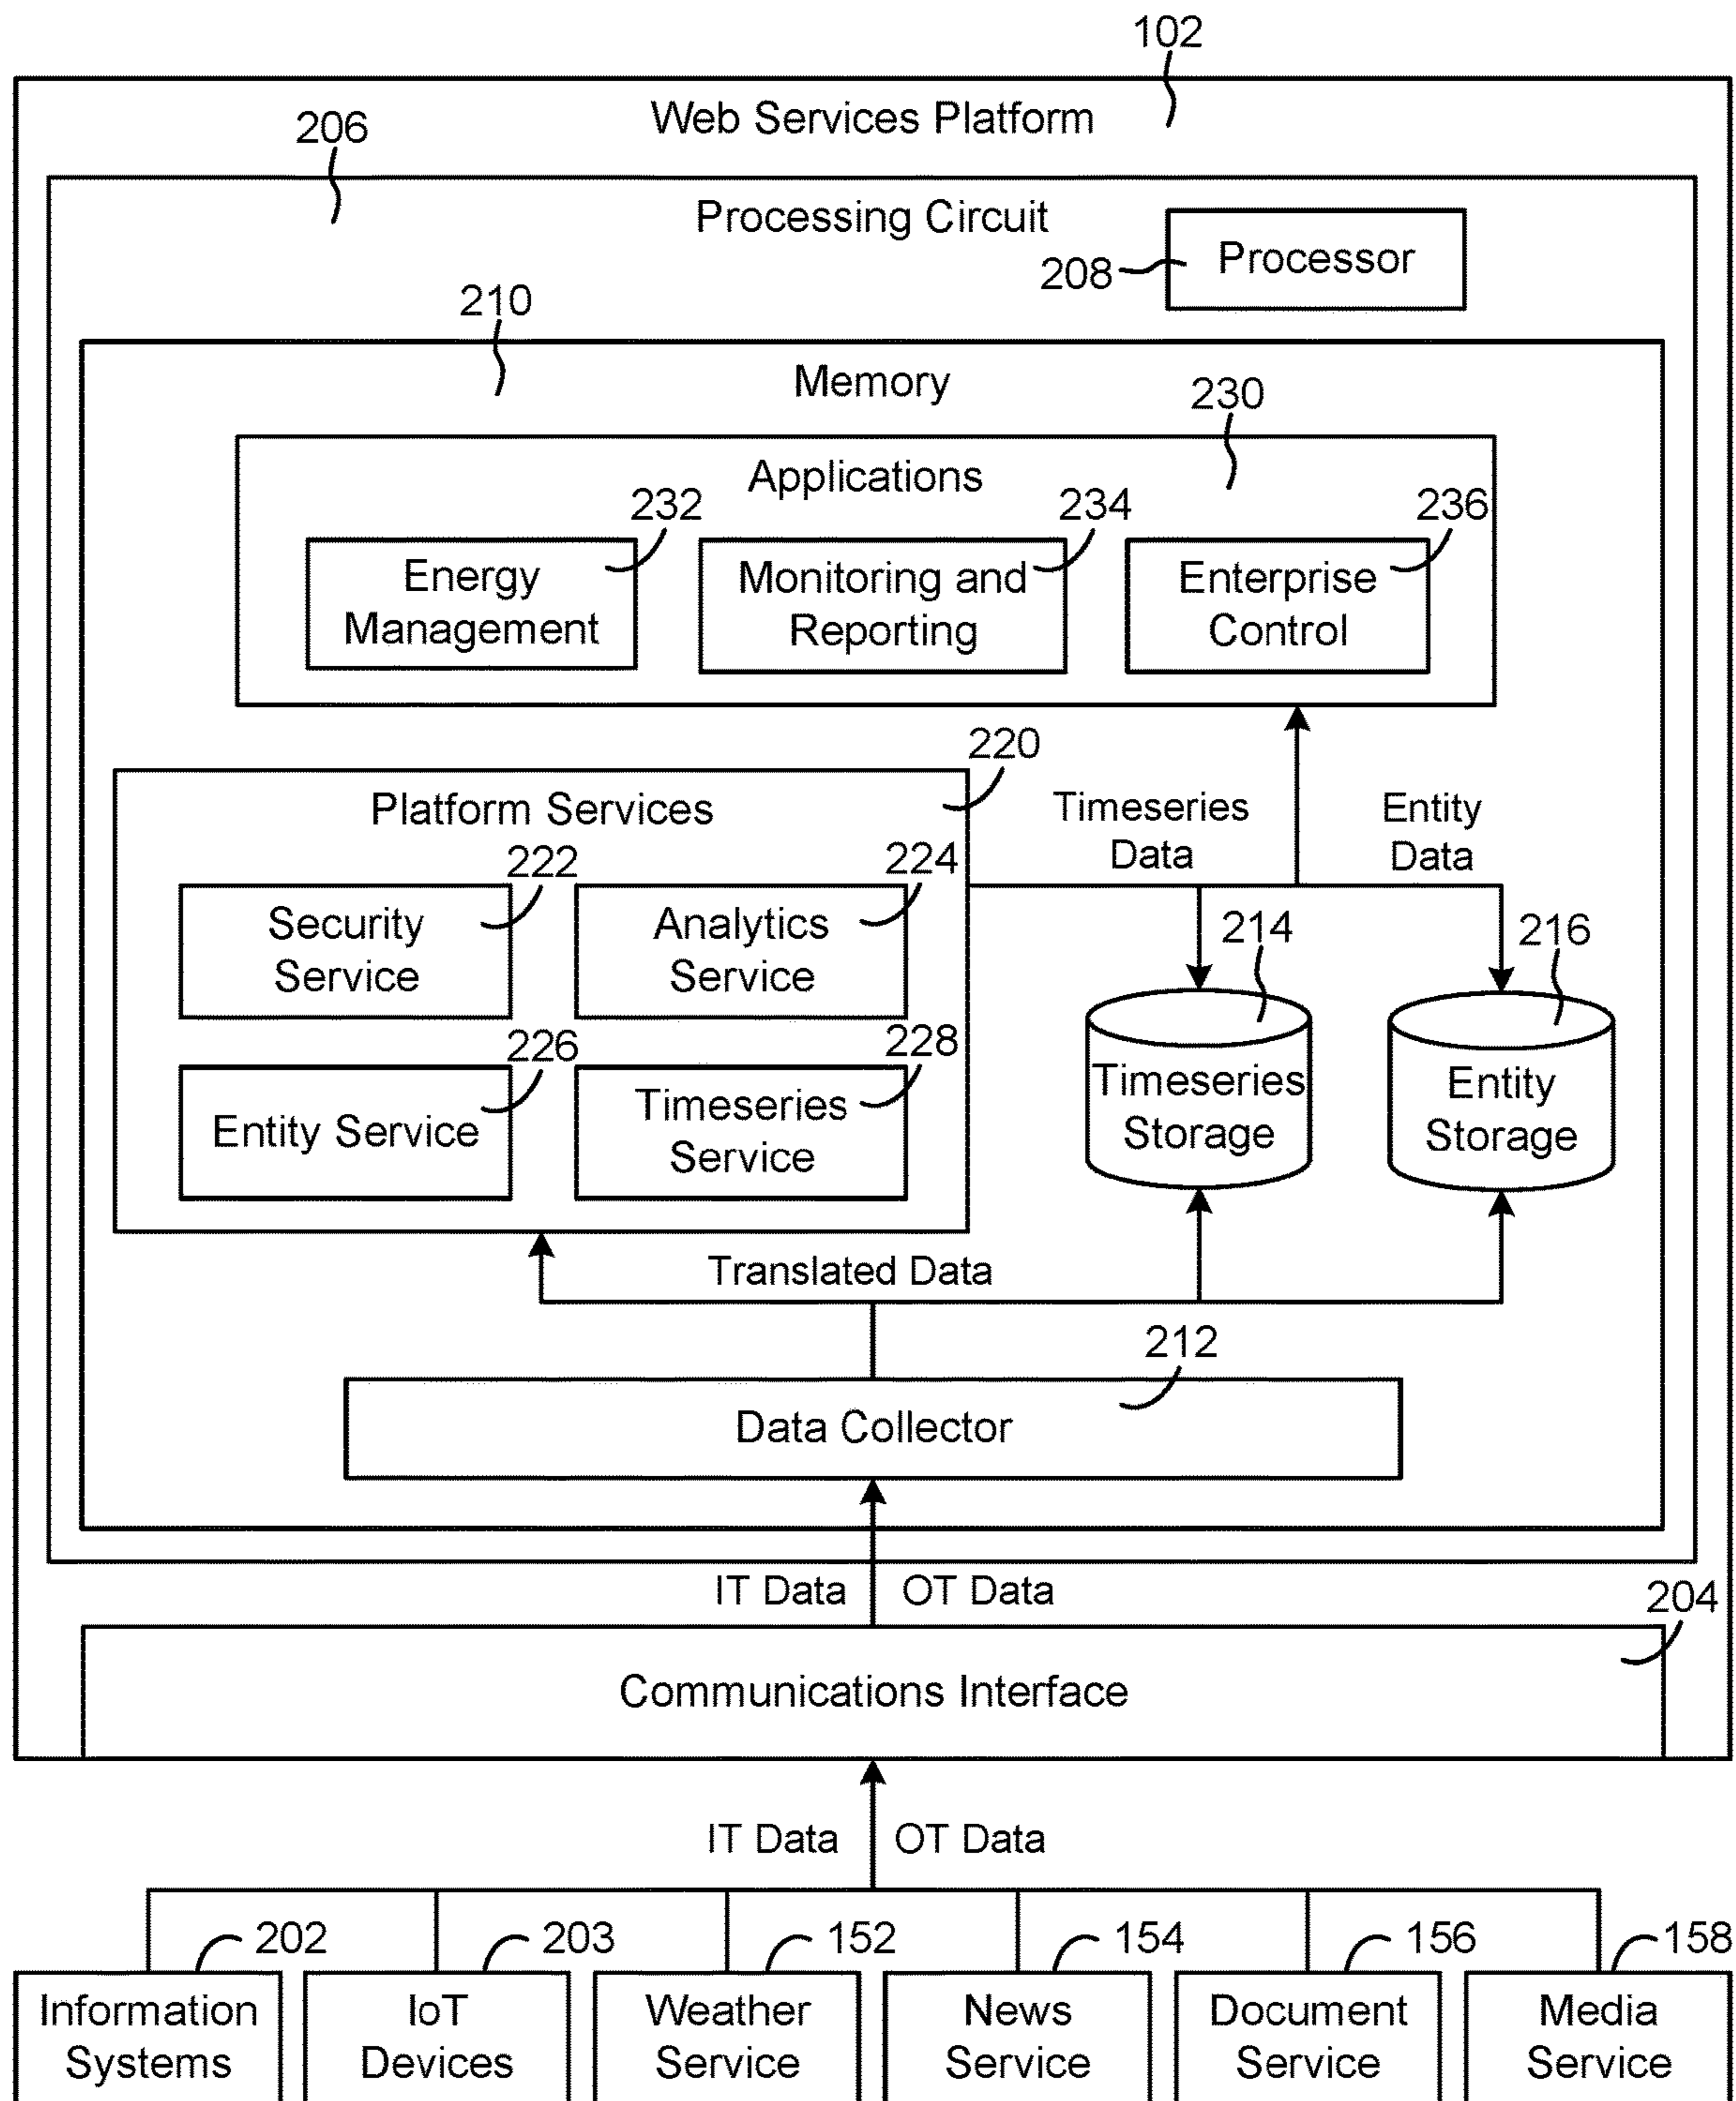 102
Web Services Platform
206
Processing Circuit
Processor
208
210
Memory
230
Applications
232
234
236
Energy
Management
Monitoring and
Reporting
Enterprise
Control
220
Platform Services
Timeseries
Data
Entity
Data
222
224
Security
Service
Analytics
Service
214
216
226
228
Entity Service
Timeseries
Service
Timeseries
Storage
Entity
Storage
Translated Data
212
Data Collector
IT Data
OT Data
204
Communications Interface
IT Data
OT Data
202
203
152
154
156
158
Information
Systems
IoT
Devices
Weather
Service
News
Service
Document
Service
Media
Service